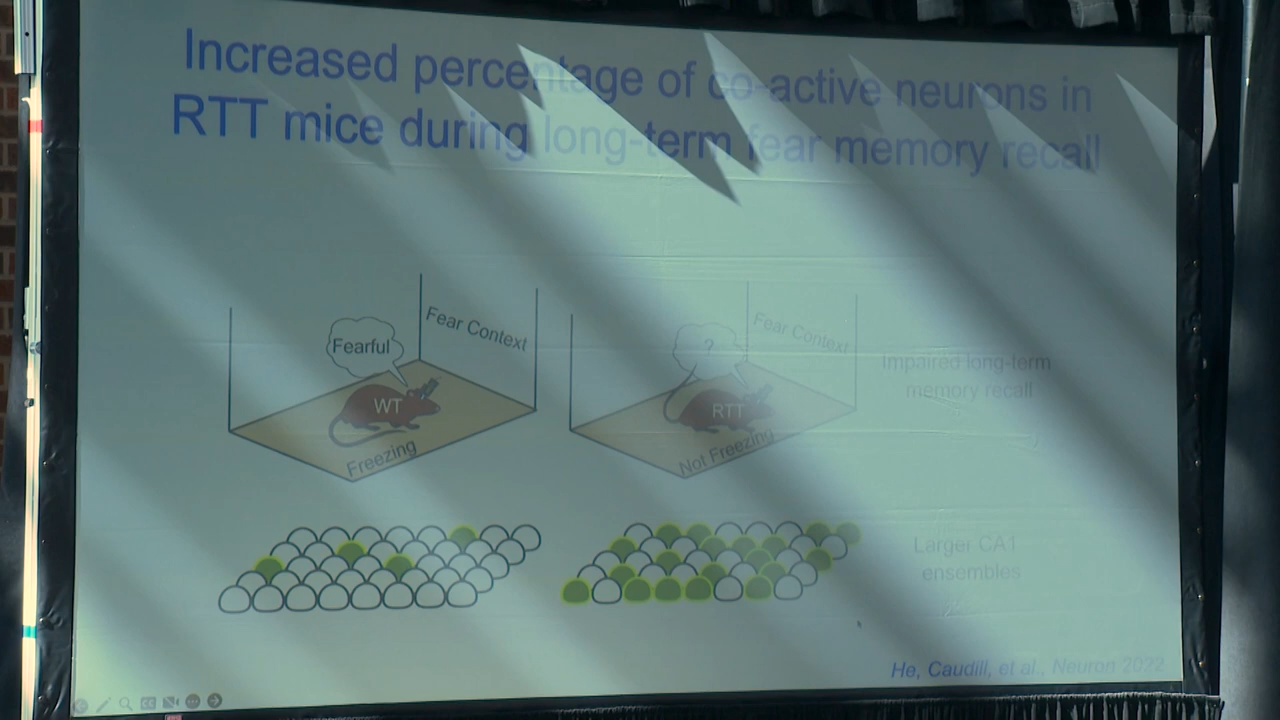 Increased percentage of co-active neurons in
RTT mice during long-term fear memory recall
Fearful
Fear Context
WT
Freezing
?
Fear Context
RTT
Not Freezing
Impaired long-term
memory recall
Larger CA1
ensembles
He, Caudill, et al., Neuron 2022